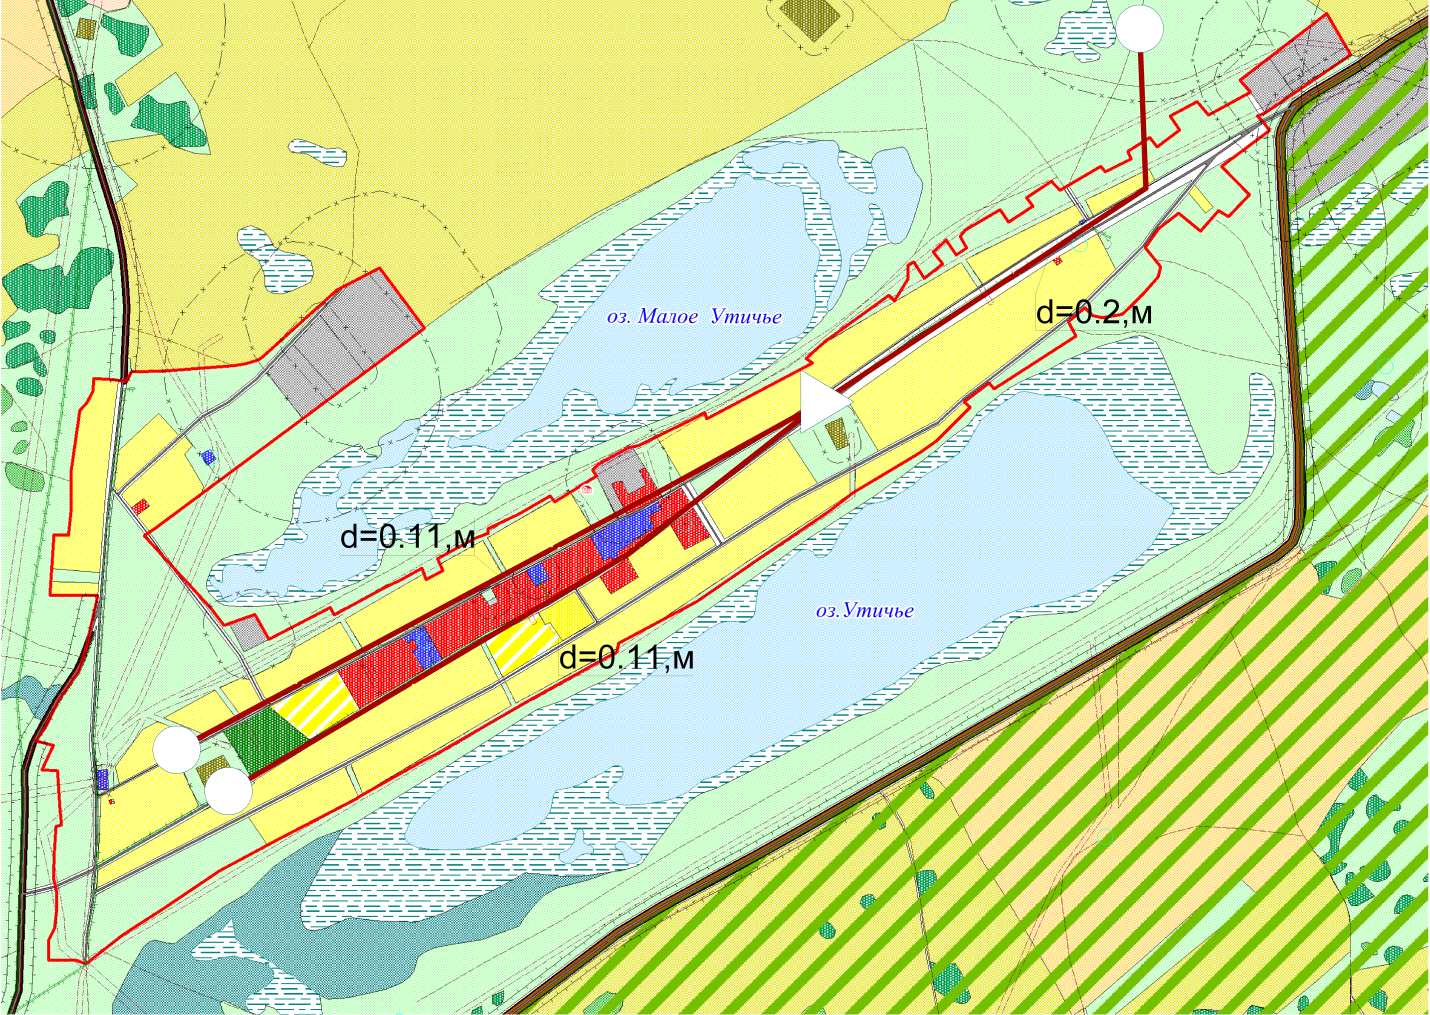 d=0.2,м
оз. Малое Утичье
d=0.11,м
оз.Утичье
d=0.11,м